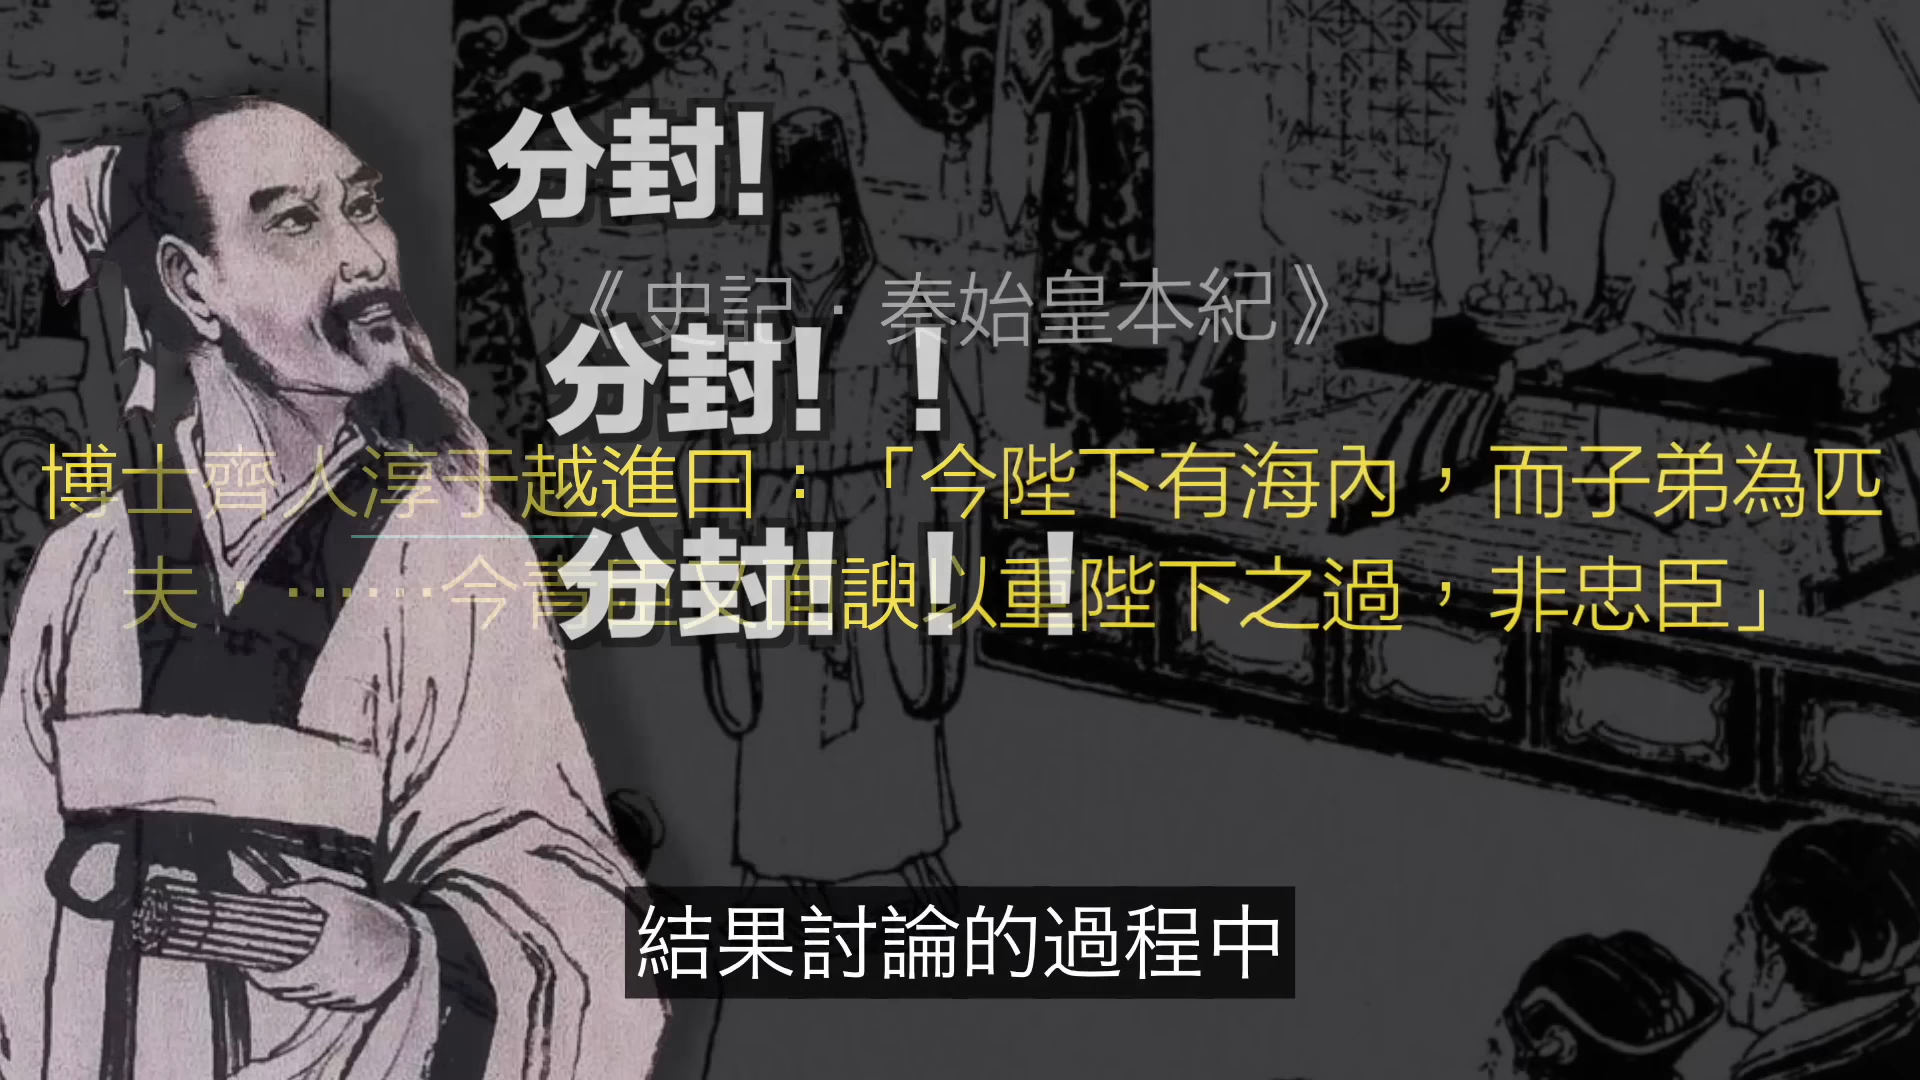 分封!
《史記·秦始皇本紀》
分封! !
博士齊人淳于越進曰：「今陛下有海內，而子弟為匹
夫，……今青臣又面諛以重陛下之過，非忠臣」
分封! ! !
結果討論的過程中